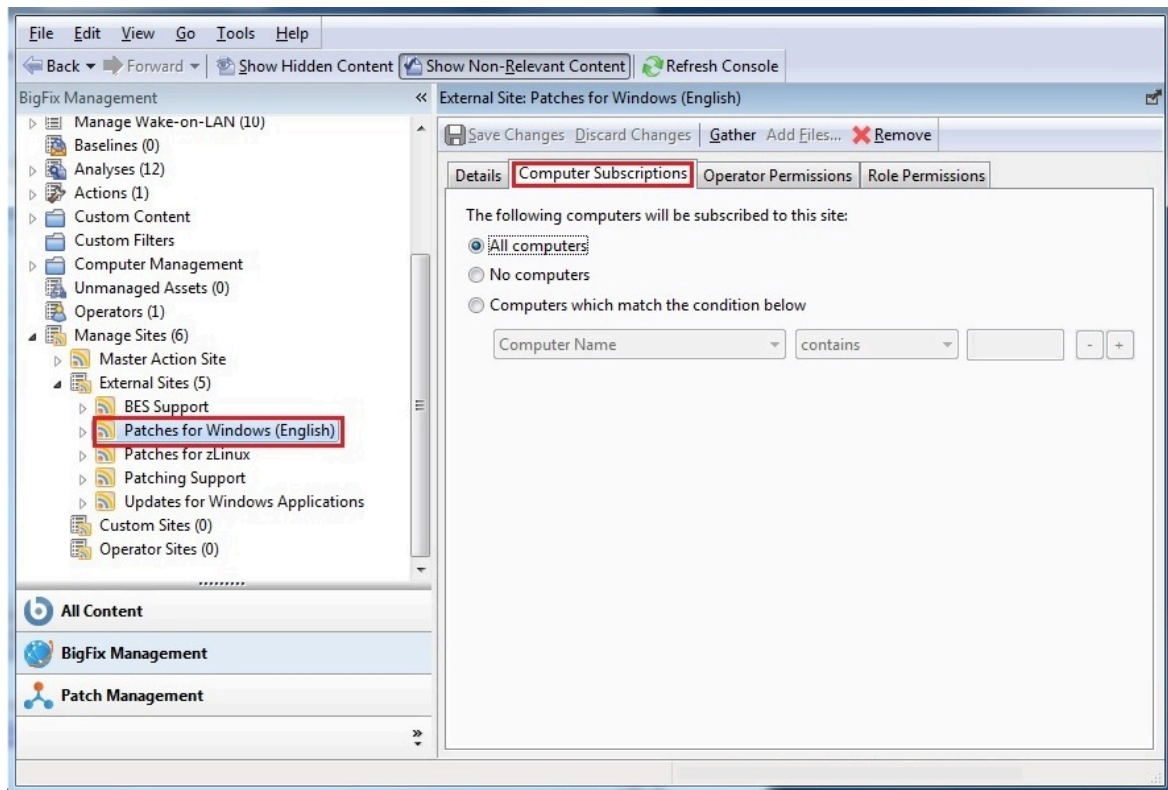 File Edit View Go Tools Help
Back Forward Show Hidden Content Show Non-Relevant Content Refresh Console
BigFix Management
Manage Wake-on-LAN (10)
Baselines (0)
Analyses (12)
Actions (1)
Custom Content
Custom Filters
Computer Management
Unmanaged Assets (0)
Operators (1)
Manage Sites (6)
Master Action Site
External Sites (5)
BES Support
Patches for Windows (English)
Patches for zLinux
Patching Support
Updates for Windows Applications
Custom Sites (0)
Operator Sites (0)
All Content
BigFix Management
Patch Management
External Site: Patches for Windows (English)
Save Changes Discard Changes Gather Add Files... Remove
Details Computer Subscriptions Operator Permissions Role Permissions
The following computers will be subscribed to this site:
All computers
No computers
Computers which match the condition below
Computer Name contains - +